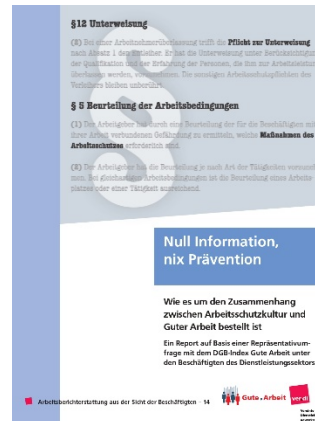 §12 Unterweisung
(2) Bei einer Arbeitnehmerüberlassung trifft die Pflicht zur Unterweisung
nach Absatz 1 den Entleiher. Er hat die Unterweisung unter Berücksichtigung
der Qualifikation und der Erfahrung der Personen, die ihm zur Arbeitsleistung
überlassen werden, vorzunehmen. Die sonstigen Arbeitsschutzpflichten des
Verleihers bleiben unberührt.
§ 5 Beurteilung der Arbeitsbedingungen
(1) Der Arbeitgeber hat durch eine Beurteilung der für die Beschäftigten mit
ihrer Arbeit verbundenen Gefährdung zu ermitteln, welche Maßnahmen des
Arbeitsschutzes erforderlich sind.
(2) Der Arbeitgeber hat die Beurteilung je nach Art der Tätigkeiten
men. Bei gleichartigen Arbeitsbedingungen ist die Beurteilung eines Arbeits-
platzes oder einer Tätigkeit ausreichend.
Null Information,
nix Prävention
Wie es um den Zusammenhang
zwischen Arbeitsschutzkultur und
Guter Arbeit bestellt ist
Ein Report auf Basis einer Repräsentativum-
frage mit dem DGB-Index Gute Arbeit unter
den Beschäftigten des Dienstleistungssektors
Arbeitsberichterstattung aus der Sicht der Beschäftigten - 14
Gute Arbeit
ver.di